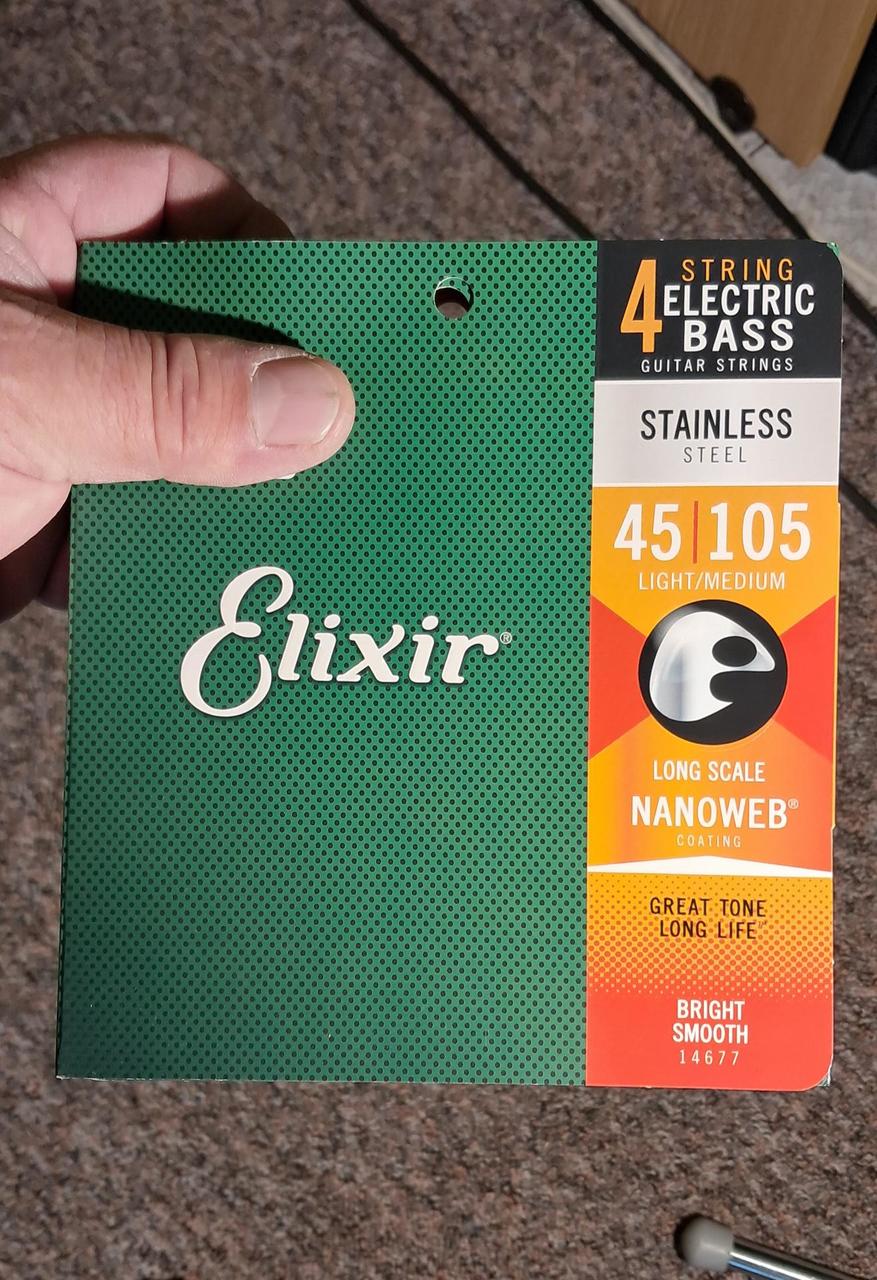 Elixir®
4 STRING
ELECTRIC
BASS
GUITAR STRINGS
STAINLESS
STEEL
45|105
LIGHT/MEDIUM
LONG SCALE
NANOWEB®
COATING
GREAT TONE
LONG LIFE™
BRIGHT
SMOOTH
14677